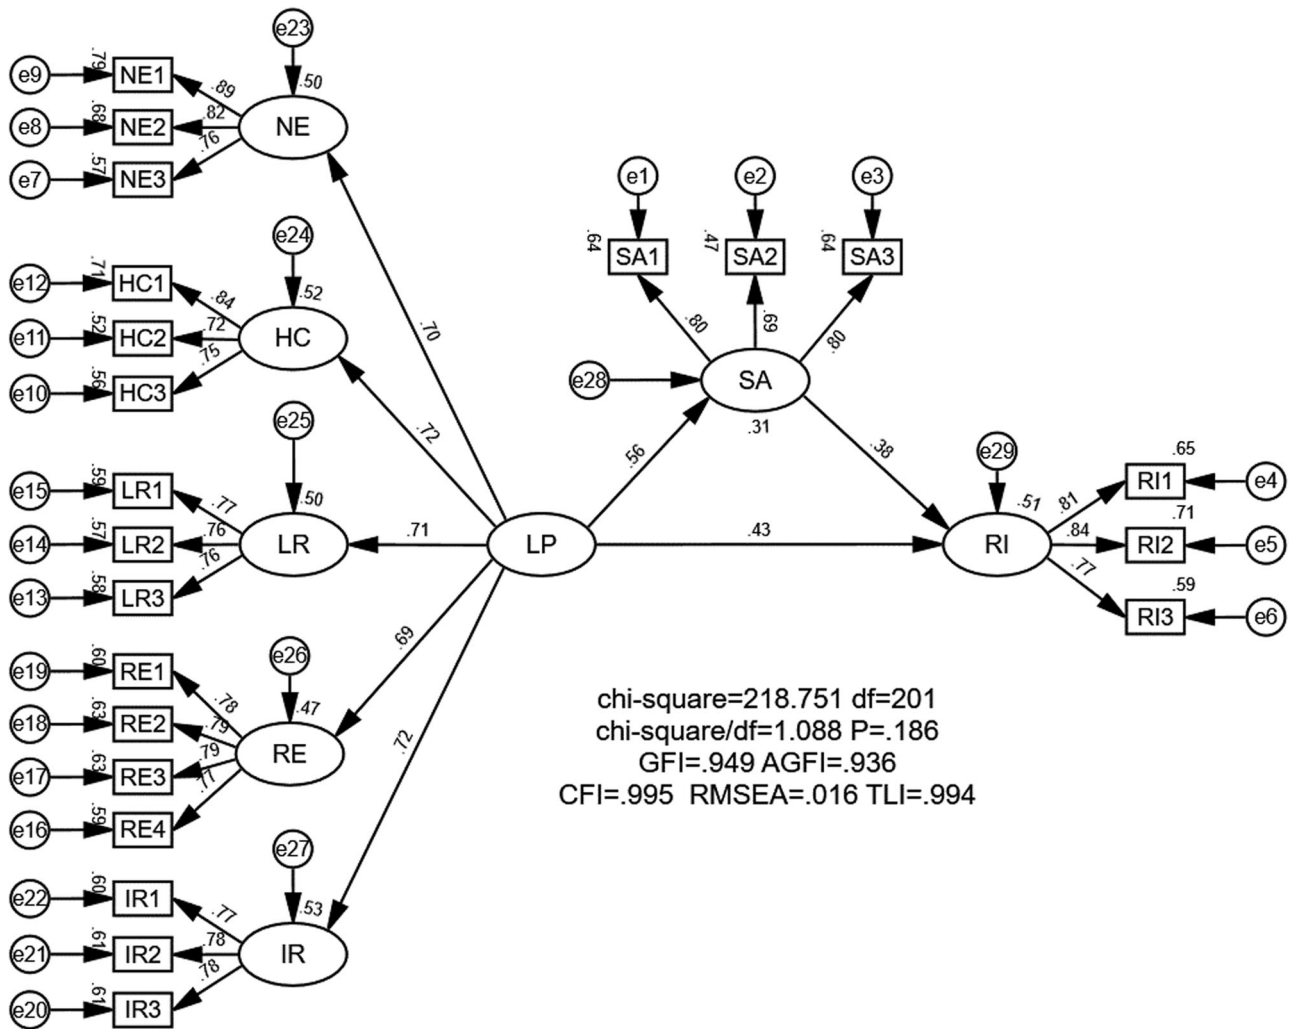 e23
.50
NE
e9
.79
NE1
.89
e8
.68
NE2
.82
e7
.57
NE3
.76
e24
.52
HC
e12
.71
HC1
.84
e11
.52
HC2
.72
e10
.56
HC3
.75
e25
.50
LR
e15
.59
LR1
.77
e14
.57
LR2
.76
e13
.58
LR3
.76
e26
.47
RE
e19
.60
RE1
.78
e18
.63
RE2
.79
e17
.63
RE3
.79
e16
.59
RE4
.77
e27
.53
IR
e22
.60
IR1
.77
e21
.61
IR2
.78
e20
.61
IR3
.78
.70
.72
.71
.69
.72
LP
.56
.43
e1
e2
e3
.64
SA1
.47
SA2
.64
SA3
.80
.69
.80
e28
SA
.31
.38
e29
.51
RI
.81
.65
RI1
e4
.84
.71
RI2
e5
.77
.59
RI3
e6
chi-square=218.751 df=201
chi-square/df=1.088 P=.186
GFI=.949 AGFI=.936
CFI=.995 RMSEA=.016 TLI=.994